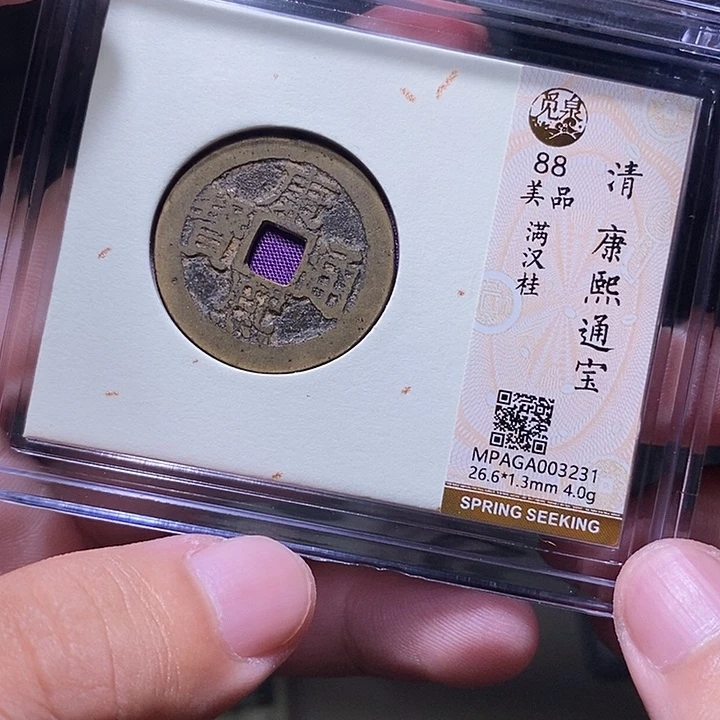 康熙通寳
觅泉
88
美品
满汉桂
清 康熙通宝
MPAGA003231
26.6*1.3mm 4.0g
SPRING SEEKING